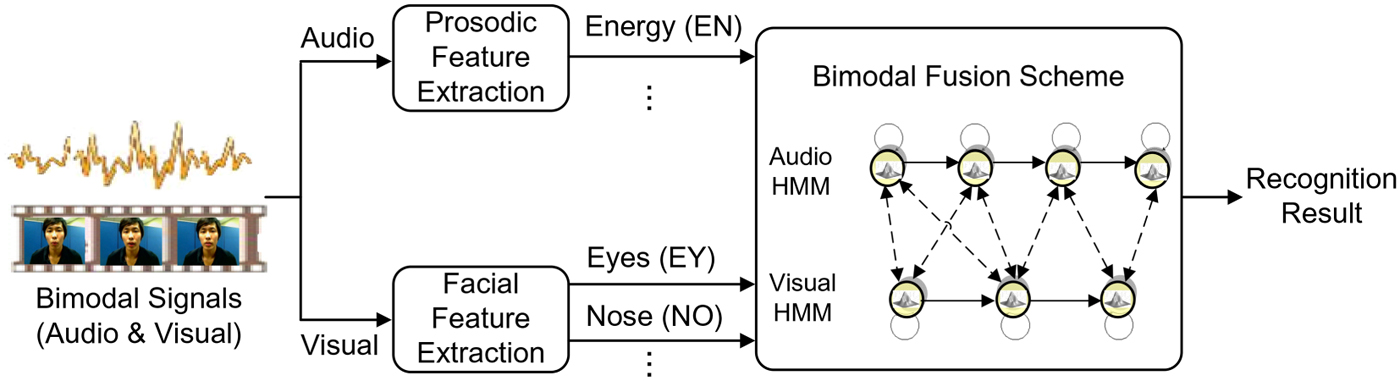 Bimodal Signals
(Audio & Visual)
Audio
Visual
Prosodic
Feature
Extraction
Facial
Feature
Extraction
Energy (EN)
⋮
Eyes (EY)
Nose (NO)
⋮
Bimodal Fusion Scheme
Audio
HMM
Visual
HMM
Recognition
Result